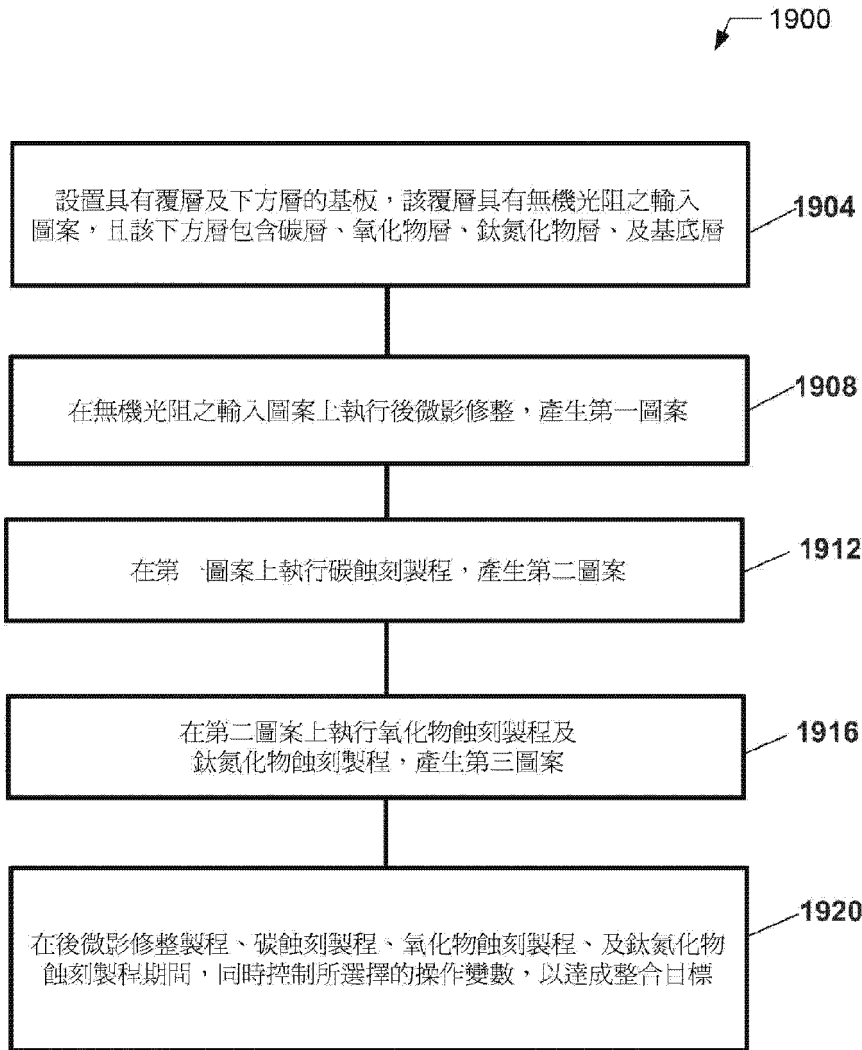 1900
設置具有覆層及下方層的基板，該覆層具有無機光阻之輸入
圖案，且該下方層包含碳層、氧化物層、鈦氮化物層、及基底層
1904
在無機光阻之輸入圖案上執行後微影修整，產生第一圖案
1908
在第一圖案上執行碳蝕刻製程，產生第二圖案
1912
在第二圖案上執行氧化物蝕刻製程及
鈦氮化物蝕刻製程，產生第三圖案
1916
在後微影修整製程、碳蝕刻製程、氧化物蝕刻製程、及鈦氮化物
蝕刻製程期間，同時控制所選擇的操作變數，以達成整合目標
1920